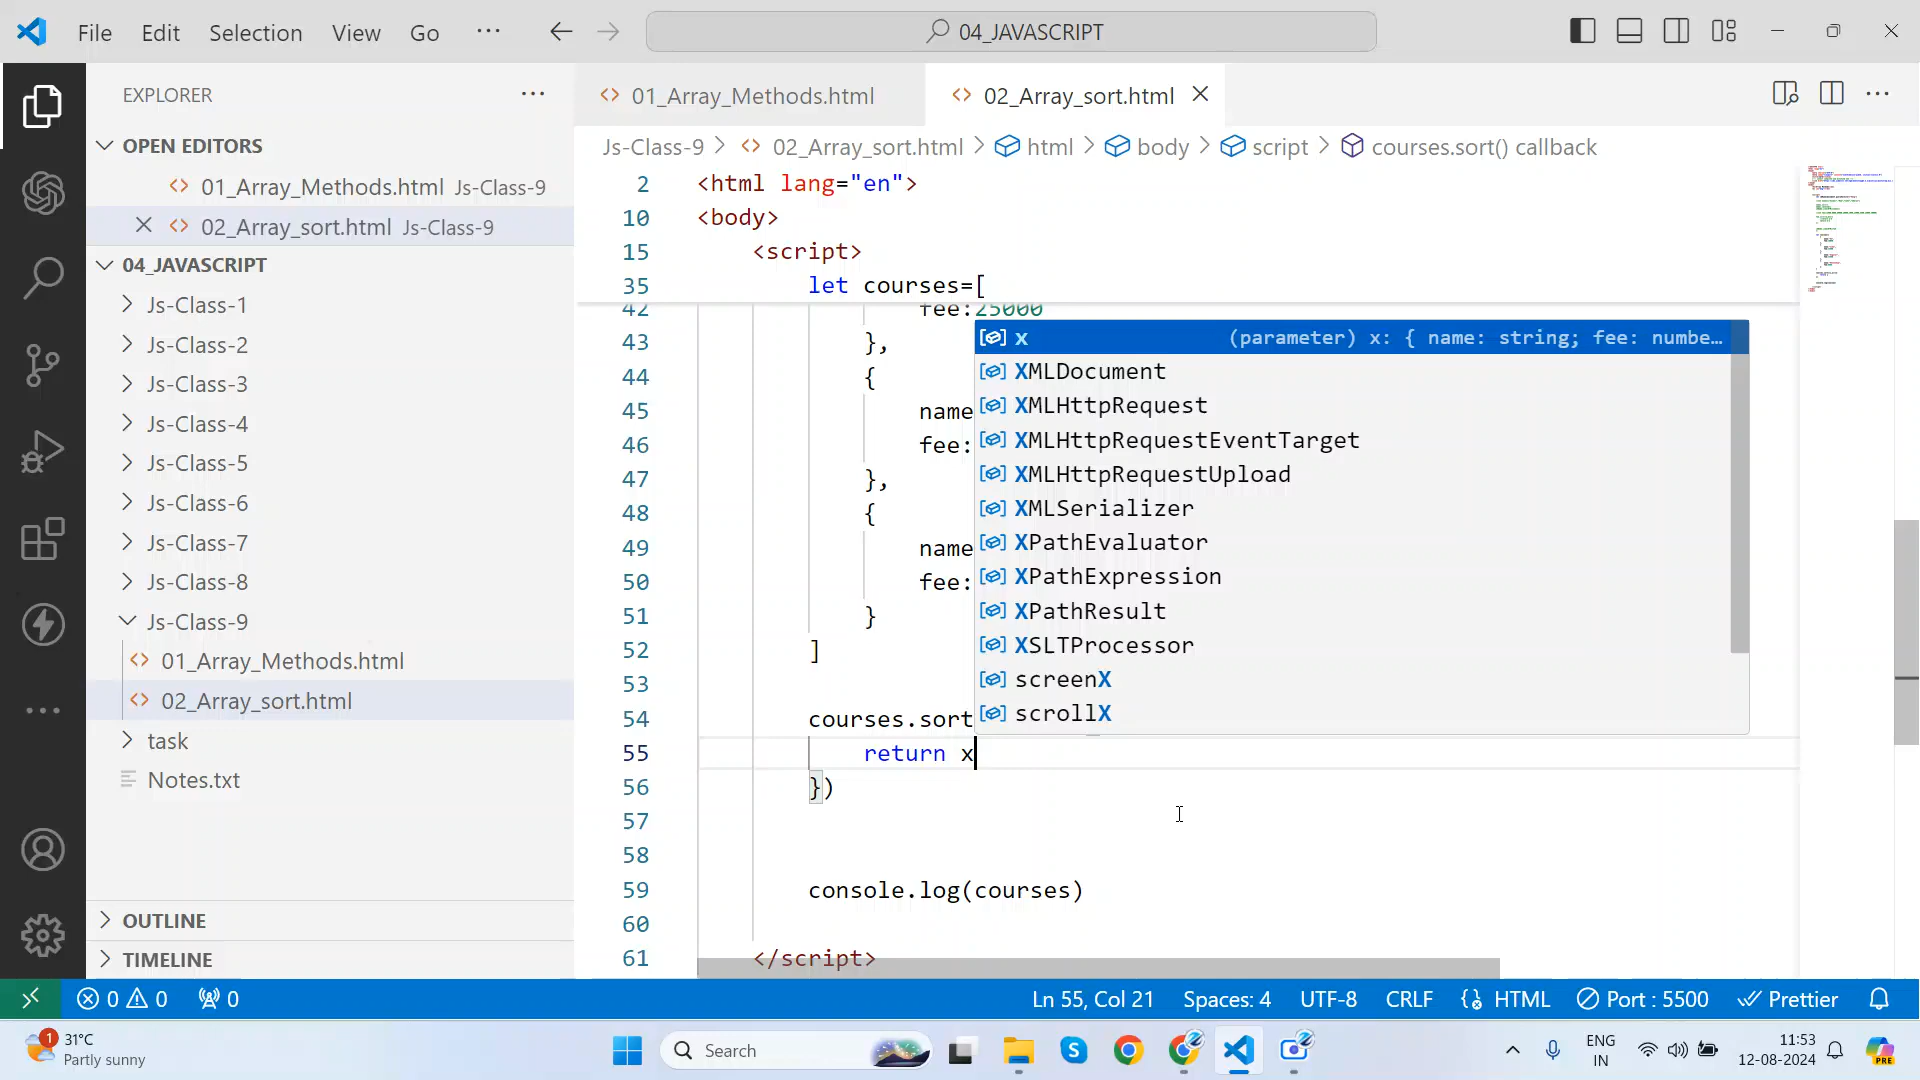 File Edit Selection View Go ··· 04_JAVASCRIPT
EXPLORER ···
OPEN EDITORS
01_Array_Methods.html Js-Class-9
02_Array_sort.html Js-Class-9
04_JAVASCRIPT
Js-Class-1
Js-Class-2
Js-Class-3
Js-Class-4
Js-Class-5
Js-Class-6
Js-Class-7
Js-Class-8
Js-Class-9
01_Array_Methods.html
02_Array_sort.html
task
Notes.txt
OUTLINE
TIMELINE
01_Array_Methods.html 02_Array_sort.html
Js-Class-9 > 02_Array_sort.html > html > body > script > courses.sort() callback
2 <html lang="en">
10 <body>
15 <script>
35 let courses=[
42 fee:25000
43 },
44 {
45 name
46 fee:
47 },
48 {
49 name
50 fee:
51 }
52 ]
53
54 courses.sort
55 return x
56 })
57
58
59 console.log(courses)
60
61 </script>
x (parameter) x: { name: string; fee: numbe…
XMLDocument
XMLHttpRequest
XMLHttpRequestEventTarget
XMLHttpRequestUpload
XMLSerializer
XPathEvaluator
XPathExpression
XPathResult
XSLTProcessor
screenX
scrollX
0 0 0 Ln 55, Col 21 Spaces: 4 UTF-8 CRLF HTML Port : 5500 Prettier
1 31°C
Partly sunny
Search
ENG
IN
11:53
12-08-2024
PRE